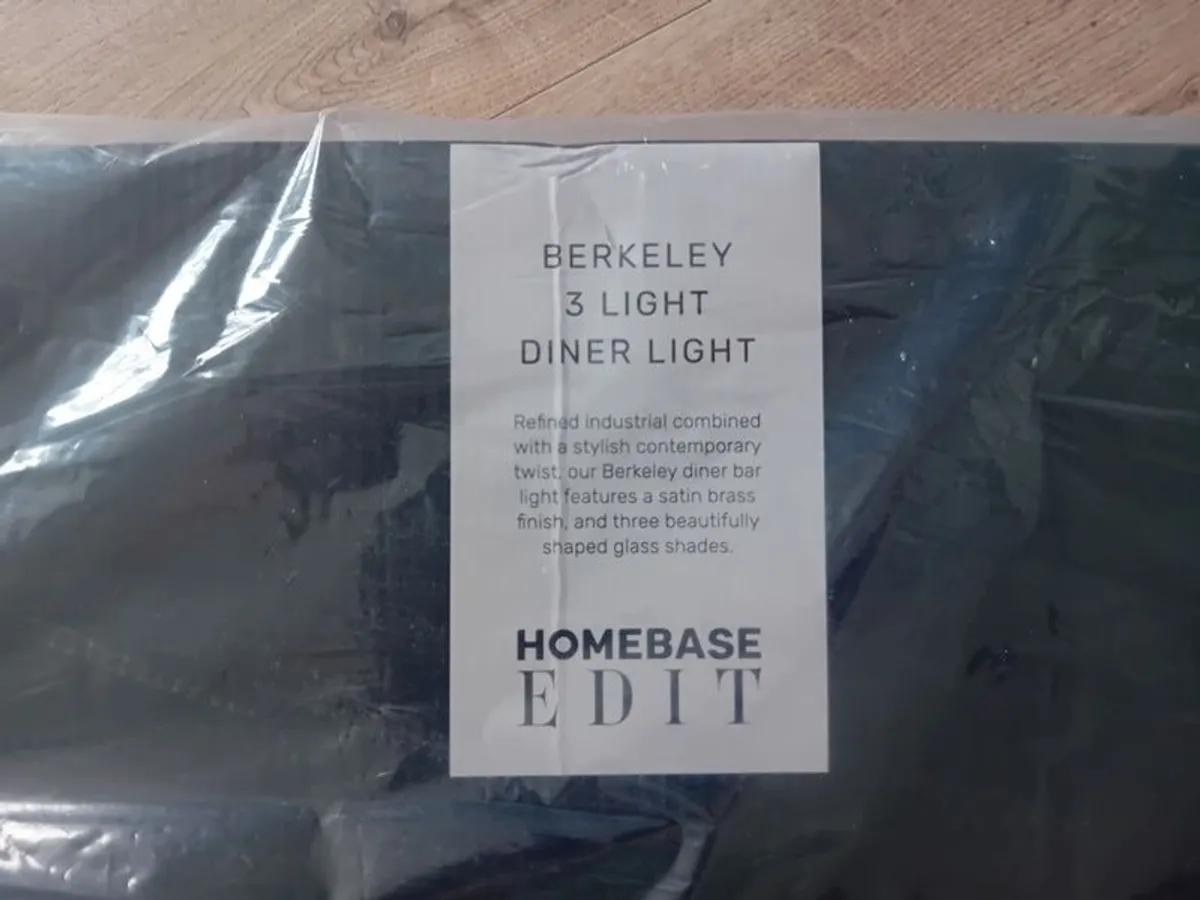 BERKELEY
3 LIGHT
DINER LIGHT
Refined industrial combined
with a stylish contemporary
twist, our Berkeley diner bar
light features a satin brass
finish, and three beautifully
shaped glass shades.
HOMEBASE
EDIT